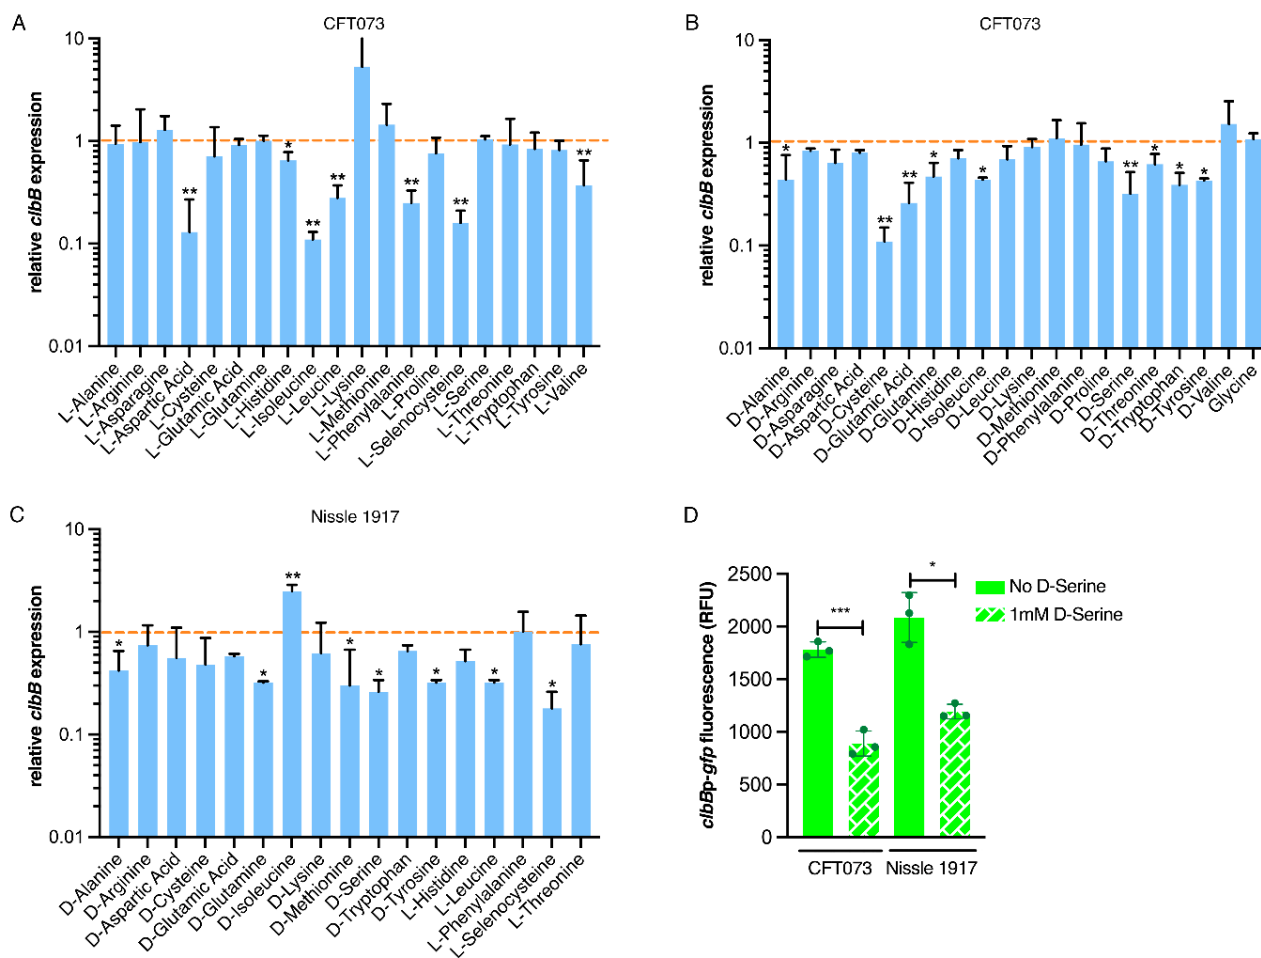 A
CFT073
relative clbB expression
10
1
0.1
0.01
*
**
**
**
**
**
**
L-Alanine
L-Arginine
L-Asparagine
L-Aspartic Acid
L-Cysteine
L-Glutamic Acid
L-Glutamine
L-Histidine
L-Isoleucine
L-Leucine
L-Lysine
L-Methionine
L-Phenylalanine
L-Proline
L-Selenocysteine
L-Serine
L-Threonine
L-Tryptophan
L-Tyrosine
L-Valine
B
CFT073
relative clbB expression
10
1
0.1
0.01
*
**
**
*
*
**
*
*
*
D-Alanine
D-Arginine
D-Asparagine
D-Aspartic Acid
D-Cysteine
D-Glutamic Acid
D-Glutamine
D-Histidine
D-Isoleucine
D-Leucine
D-Lysine
D-Methionine
D-Phenylalanine
D-Proline
D-Serine
D-Threonine
D-Tryptophan
D-Tyrosine
D-Valine
Glycine
C
Nissle 1917
relative clbB expression
10
1
0.1
0.01
*
*
**
*
*
*
*
*
D-Alanine
D-Arginine
D-Aspartic Acid
D-Cysteine
D-Glutamic Acid
D-Glutamine
D-Isoleucine
D-Lysine
D-Methionine
D-Serine
D-Tryptophan
D-Tyrosine
L-Histidine
L-Leucine
L-Phenylalanine
L-Selenocysteine
L-Threonine
D
clbBp-gfp fluorescence (RFU)
2500
2000
1500
1000
500
0
***
*
No D-Serine
1mM D-Serine
CFT073
Nissle 1917